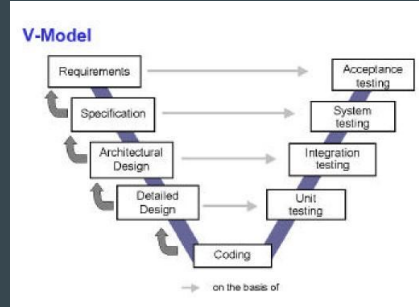 V-Model
Requirements
Acceptance
testing
Specification
System
testing
Architectural
Design
Integration
testing
Detailed
Design
Unit
testing
Coding
on the basis of